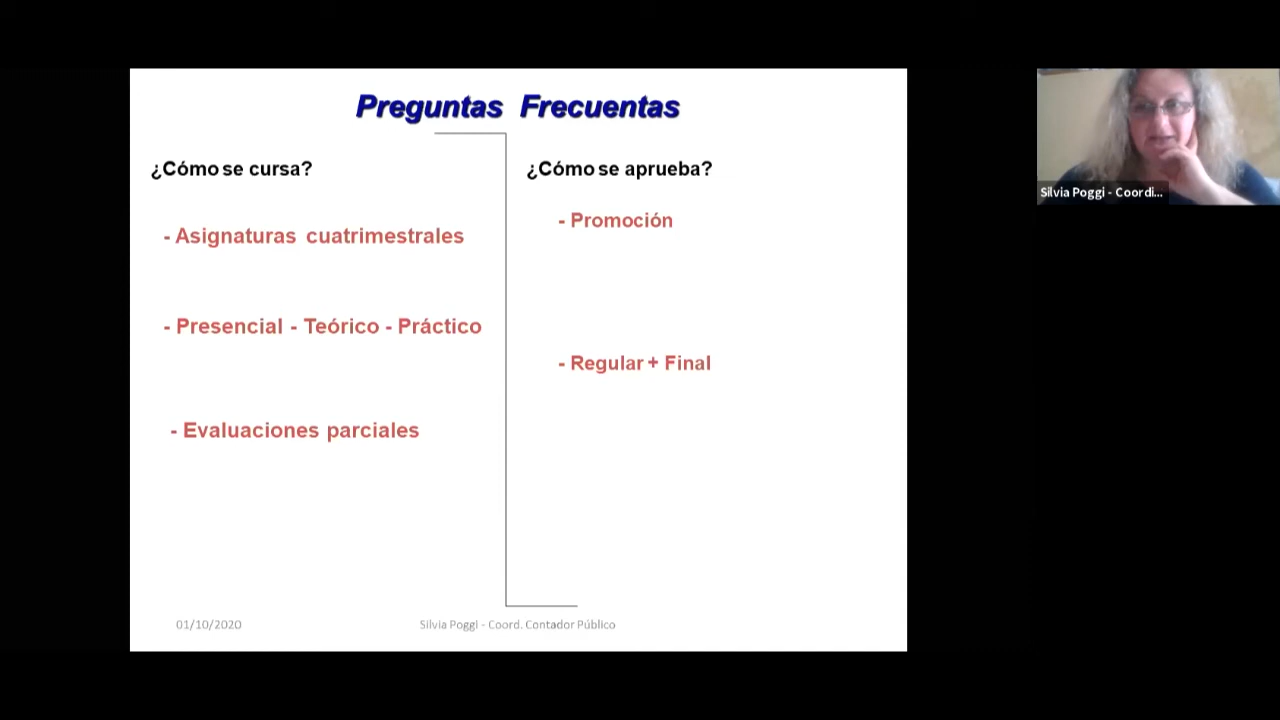 Preguntas Frecuentas
¿Cómo se cursa?
- Asignaturas cuatrimestrales
- Presencial - Teórico - Práctico
- Evaluaciones parciales
¿Cómo se aprueba?
- Promoción
- Regular + Final
01/10/2020
Silvia Poggi - Coord. Contador Público
Silvia Poggi - Coordi...